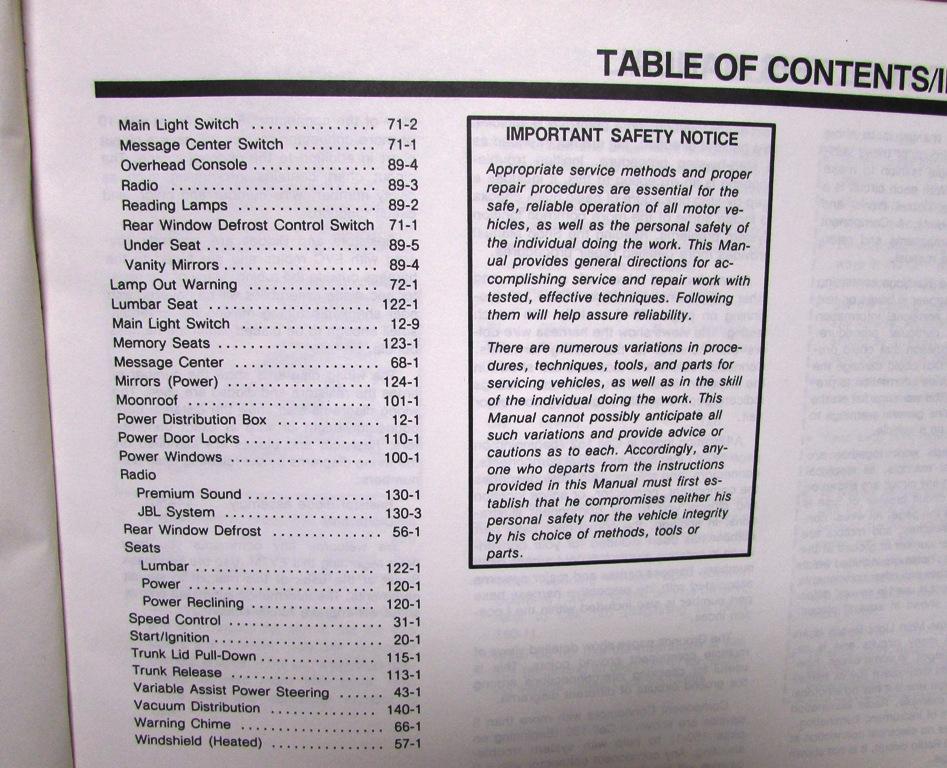 TABLE OF CONTENTS/I
Main Light Switch . . . . . . . . . . . . . . . 71-2
Message Center Switch . . . . . . . . . . 71-1
Overhead Console . . . . . . . . . . . . . . . 89-4
Radio . . . . . . . . . . . . . . . . . . . . . . . . 89-3
Reading Lamps . . . . . . . . . . . . . . . . . 89-2
Rear Window Defrost Control Switch 71-1
Under Seat . . . . . . . . . . . . . . . . . . . . 89-5
Vanity Mirrors . . . . . . . . . . . . . . . . . . 89-4
Lamp Out Warning . . . . . . . . . . . . . . . . 72-1
Lumbar Seat . . . . . . . . . . . . . . . . . . . . 122-1
Main Light Switch . . . . . . . . . . . . . . . . 12-9
Memory Seats . . . . . . . . . . . . . . . . . . . 123-1
Message Center . . . . . . . . . . . . . . . . . 68-1
Mirrors (Power) . . . . . . . . . . . . . . . . . 124-1
Moonroof . . . . . . . . . . . . . . . . . . . . . . 101-1
Power Distribution Box . . . . . . . . . . . . 12-1
Power Door Locks . . . . . . . . . . . . . . . . 110-1
Power Windows . . . . . . . . . . . . . . . . . 100-1
Radio
Premium Sound . . . . . . . . . . . . . . . . 130-1
JBL System . . . . . . . . . . . . . . . . . . . 130-3
Rear Window Defrost . . . . . . . . . . . . . 56-1
Seats
Lumbar . . . . . . . . . . . . . . . . . . . . . . . 122-1
Power . . . . . . . . . . . . . . . . . . . . . . . . 120-1
Power Reclining . . . . . . . . . . . . . . . . 120-1
Speed Control . . . . . . . . . . . . . . . . . . . 31-1
Start/Ignition . . . . . . . . . . . . . . . . . . . . 20-1
Trunk Lid Pull-Down . . . . . . . . . . . . . . 115-1
Trunk Release . . . . . . . . . . . . . . . . . . . 113-1
Variable Assist Power Steering . . . . . . 43-1
Vacuum Distribution . . . . . . . . . . . . . . 140-1
Warning Chime . . . . . . . . . . . . . . . . . . 66-1
Windshield (Heated) . . . . . . . . . . . . . . 57-1
IMPORTANT SAFETY NOTICE
Appropriate service methods and proper
repair procedures are essential for the
safe, reliable operation of all motor ve-
hicles, as well as the personal safety of
the individual doing the work. This Man-
ual provides general directions for ac-
complishing service and repair work with
tested, effective techniques. Following
them will help assure reliability.
There are numerous variations in proce-
dures, techniques, tools, and parts for
servicing vehicles, as well as in the skill
of the individual doing the work. This
Manual cannot possibly anticipate all
such variations and provide advice or
cautions as to each. Accordingly, any-
one who departs from the instructions
provided in this Manual must first es-
tablish that he compromises neither his
personal safety nor the vehicle integrity
by his choice of methods, tools or
parts.